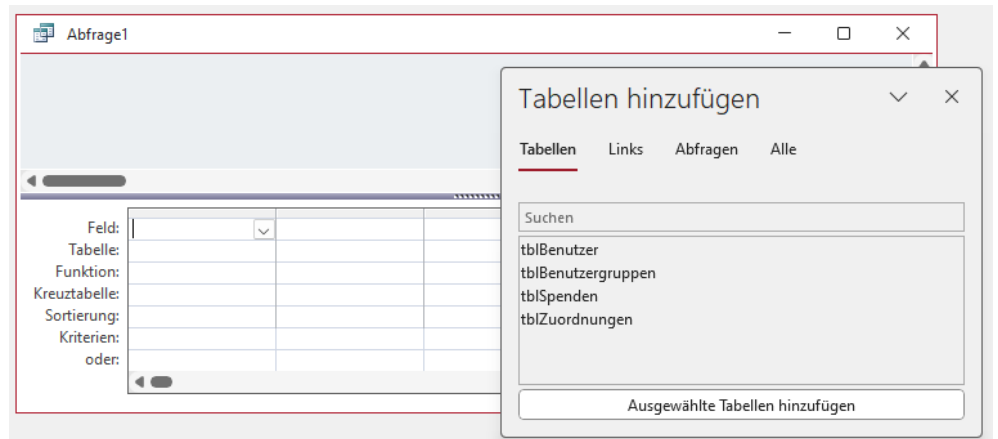 Abfrage1
Feld:
Tabelle:
Funktion:
Kreuztabelle:
Sortierung:
Kriterien:
oder:
Tabellen hinzufügen
Tabellen Links Abfragen Alle
Suchen
tblBenutzer
tblBenutzergruppen
tblSpenden
tblZuordnungen
Ausgewählte Tabellen hinzufügen